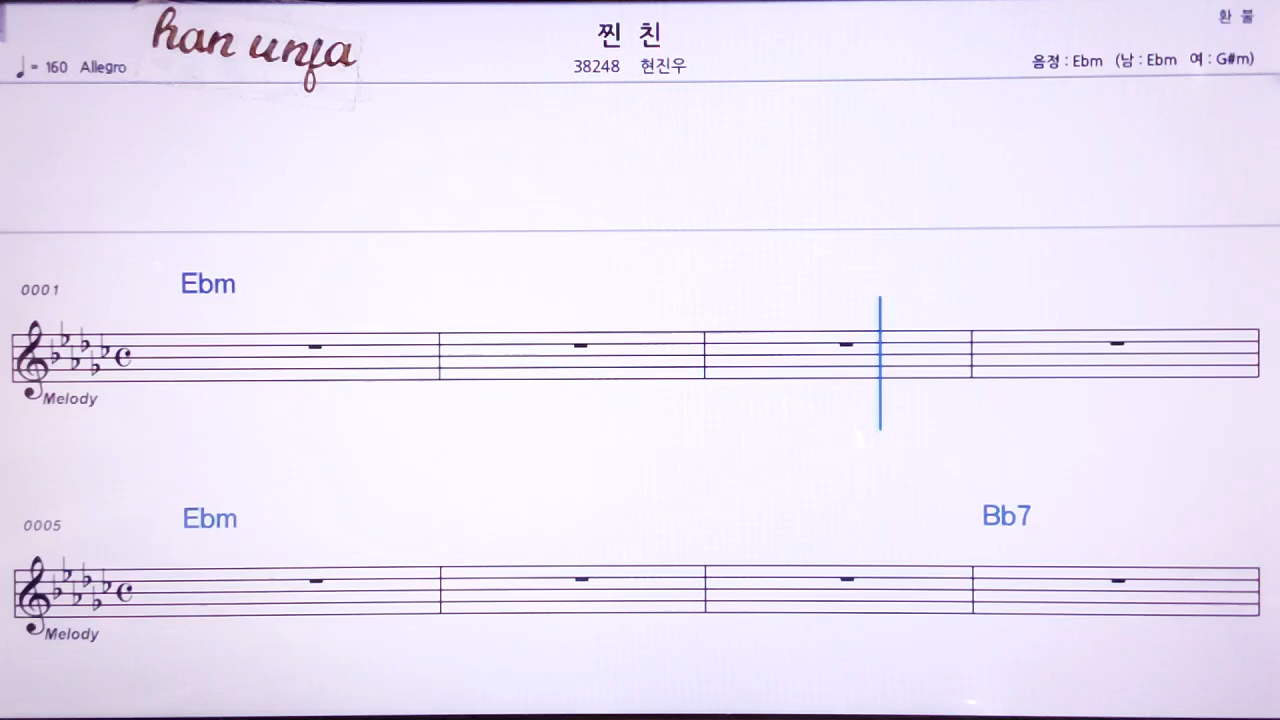 han unja
찐 친
환 불
♩= 160 Allegro
38248 현진우
음정 : Ebm (남 : Ebm 여 : G#m)
0001
Ebm
Melody
0005
Ebm
Bb7
Melody